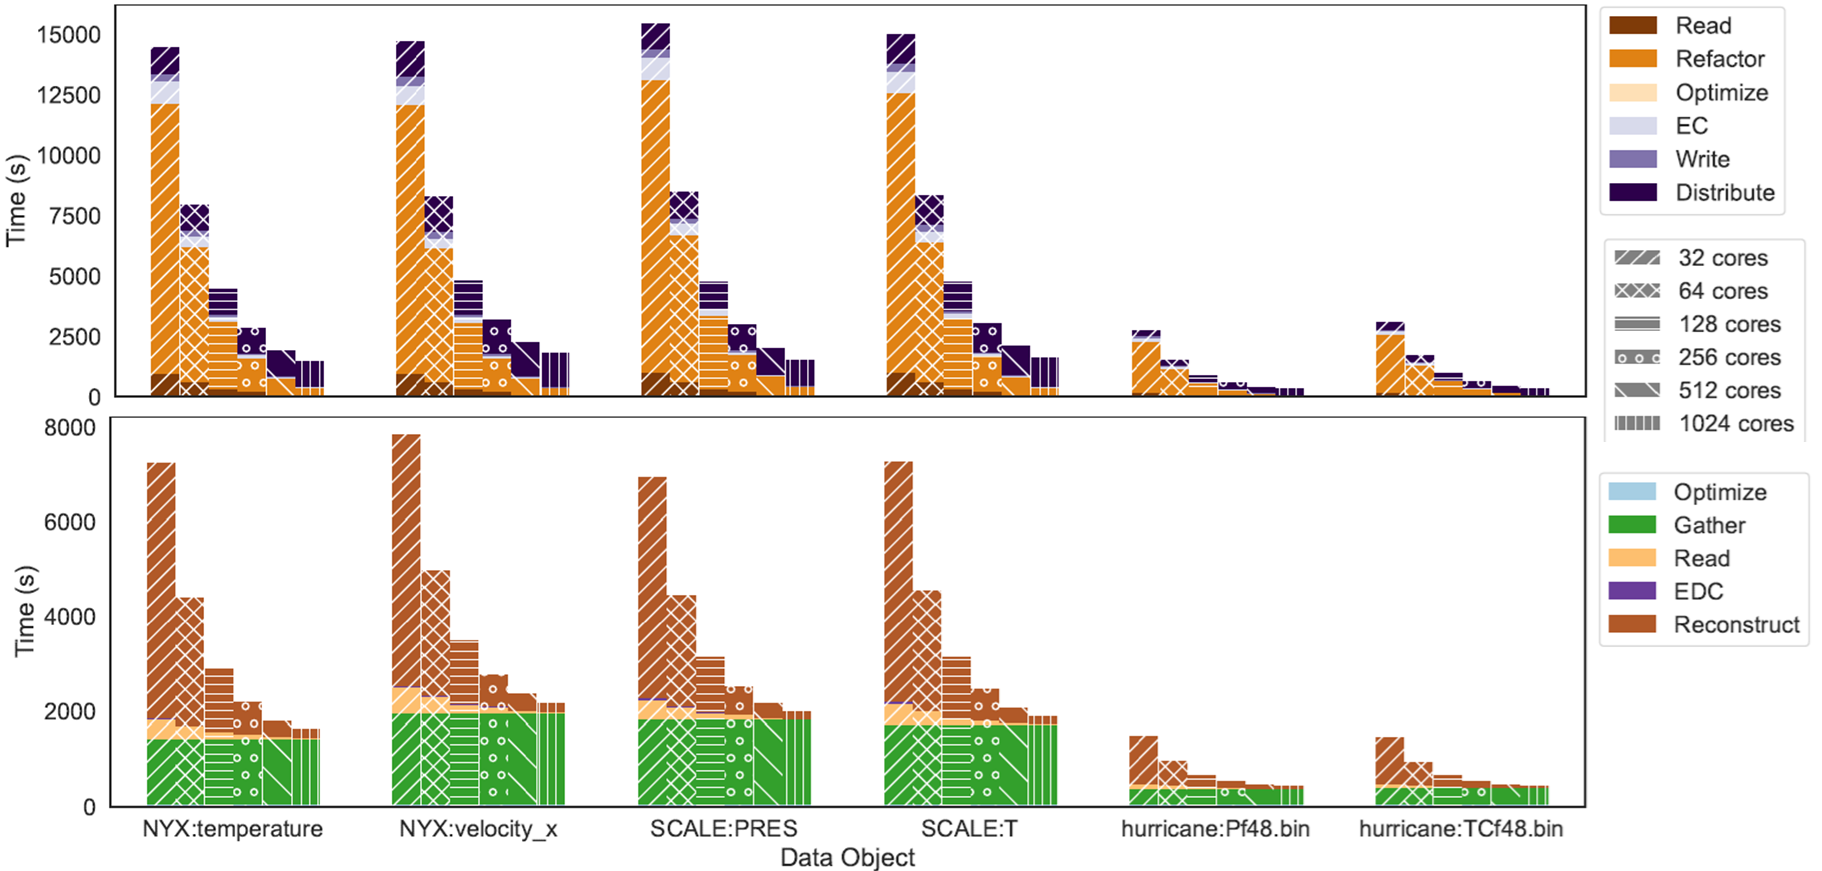 15000
12500
10000
7500
5000
2500
0
Time (s)
Read
Refactor
Optimize
EC
Write
Distribute
32 cores
64 cores
128 cores
256 cores
512 cores
1024 cores
8000
6000
4000
2000
0
Time (s)
Optimize
Gather
Read
EDC
Reconstruct
NYX:temperature NYX:velocity_x SCALE:PRES SCALE:T hurricane:Pf48.bin hurricane:TCf48.bin
Data Object